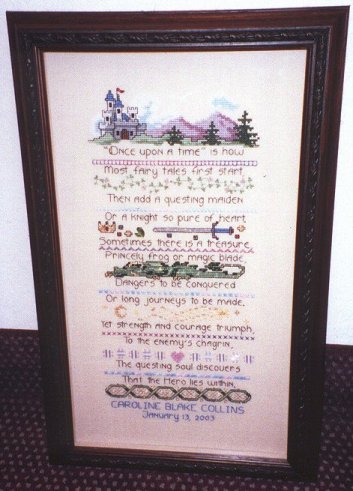 "Once upon a time" is how
Most fairy tales first start,
Then add a questing maiden
Or a knight so pure of heart,
Sometimes there is a treasure,
Princely frog or magic blade,
Dangers to be conquered
Or long journeys to be made,
Yet strength and courage triumph,
To the enemy's chagrin,
The questing soul discovers
That the Hero lies within.
CAROLINE BLAKE COLLINS
January 13, 2003